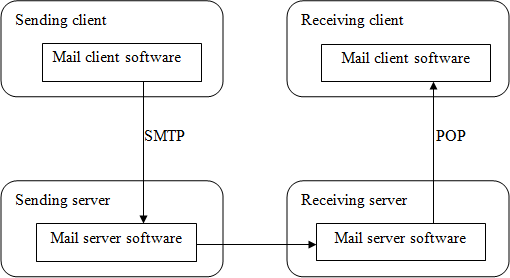 Sending client
Receiving client
Mail client software
Mail client software
SMTP
POP
Sending server
Receiving server
Mail server software
Mail server software